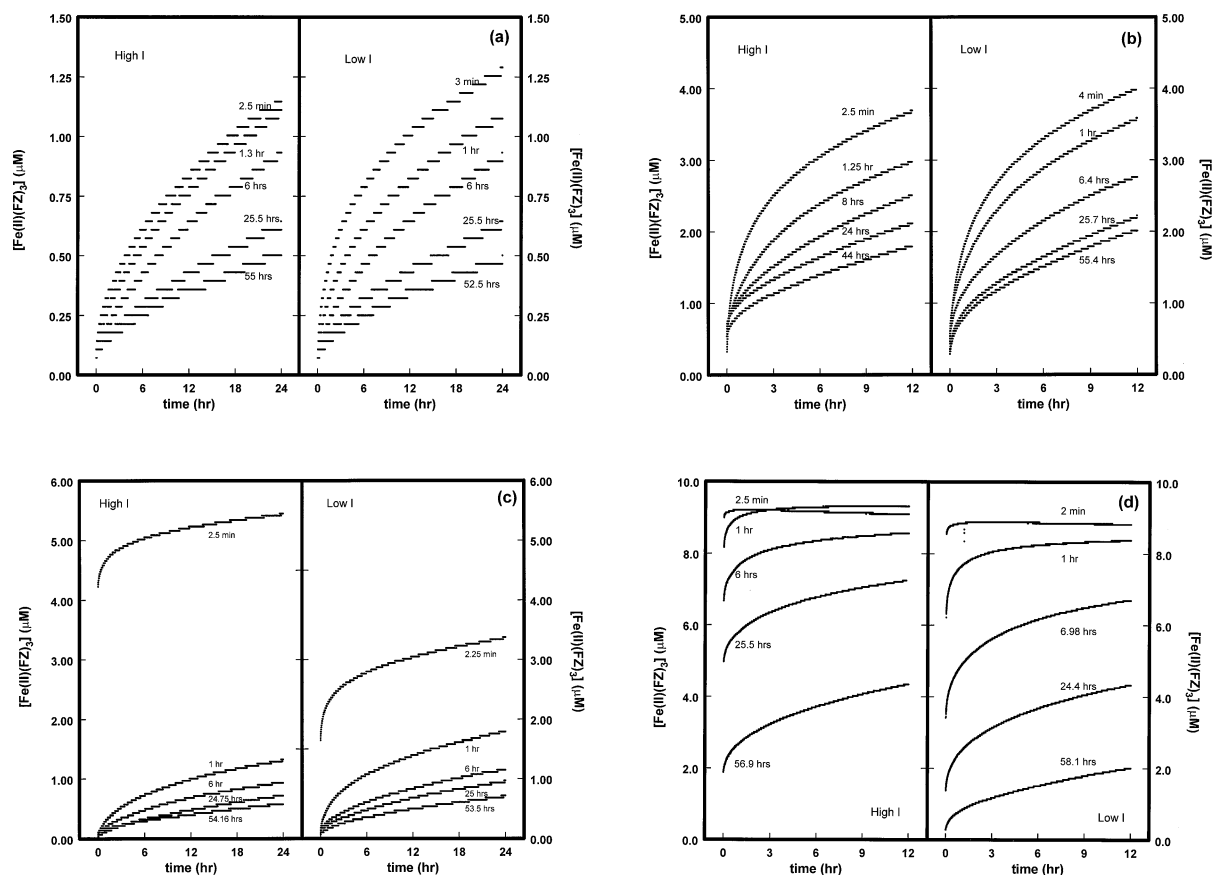 (a)
High I
Low I
1.50
1.25
1.00
0.75
0.50
0.25
0.00
1.50
1.25
1.00
0.75
0.50
0.25
0.00
[Fe(II)(FZ)3] (μM)
[Fe(II)(FZ)3] (μM)
2.5 min
1.3 hr
6 hrs
25.5 hrs
55 hrs
3 min
1 hr
6 hrs
25.5 hrs
52.5 hrs
0 6 12 18 24
0 6 12 18 24
time (hr)
time (hr)
(b)
High I
Low I
5.00
4.00
3.00
2.00
1.00
0.00
5.00
4.00
3.00
2.00
1.00
0.00
[Fe(II)(FZ)3] (μM)
[Fe(II)(FZ)3] (μM)
2.5 min
1.25 hr
8 hrs
24 hrs
44 hrs
4 min
1 hr
6.4 hrs
25.7 hrs
55.4 hrs
0 3 6 9 12
0 3 6 9 12
time (hr)
time (hr)
(c)
High I
Low I
6.00
5.00
4.00
3.00
2.00
1.00
0.00
6.00
5.00
4.00
3.00
2.00
1.00
0.00
[Fe(II)(FZ)3] (μM)
[Fe(II)(FZ)3] (μM)
2.5 min
1 hr
6 hr
24.75 hrs
54.16 hrs
2.25 min
1 hr
6 hr
25 hrs
53.5 hrs
0 6 12 18 24
0 6 12 18 24
time (hr)
time (hr)
(d)
10.0
8.0
6.0
4.0
2.0
0.0
10.0
8.0
6.0
4.0
2.0
0.0
[Fe(II)(FZ)3] (μM)
[Fe(II)(FZ)3] (μM)
2.5 min
1 hr
6 hrs
25.5 hrs
56.9 hrs
High I
2 min
1 hr
6.98 hrs
24.4 hrs
58.1 hrs
Low I
0 3 6 9 12
0 3 6 9 12
time (hr)
time (hr)